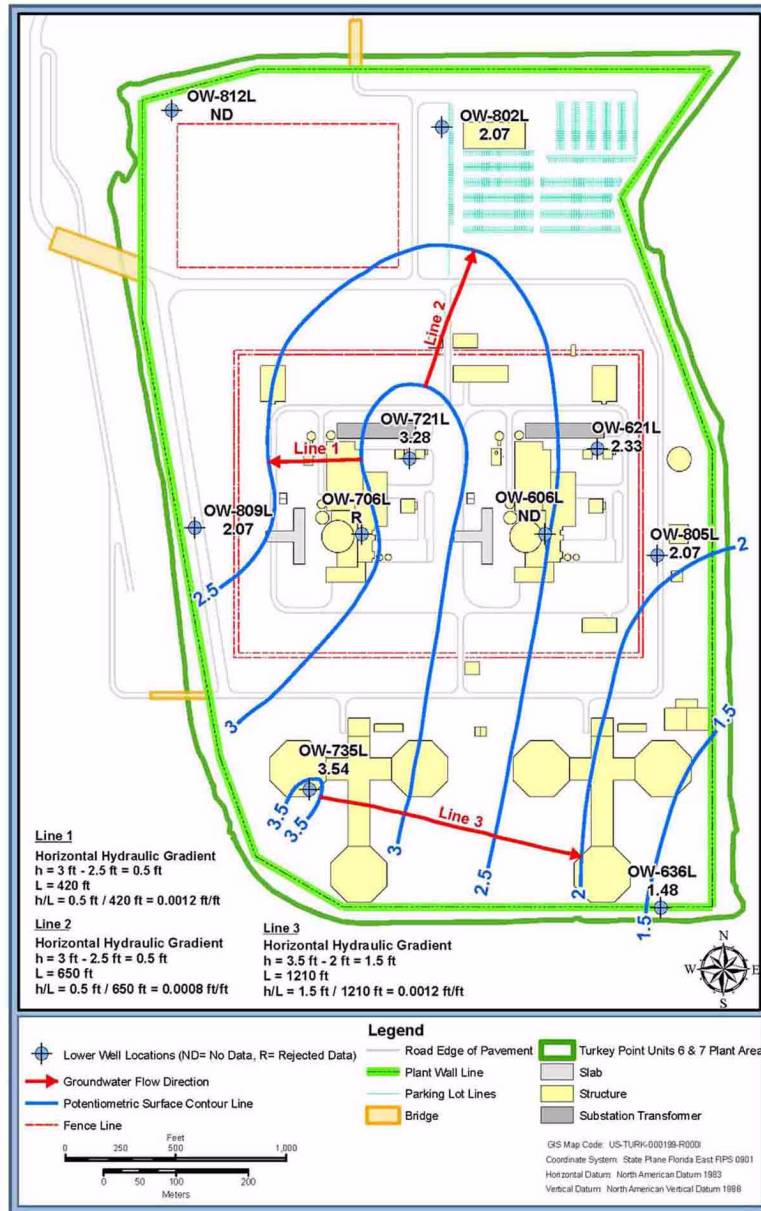 OW-812L
ND
OW-802L
2.07
Line 2
OW-721L
3.28
OW-621L
2.33
Line 1
OW-706L
R
OW-606L
ND
OW-809L
2.07
OW-805L
2.07
2
2.5
3
1.5
OW-735L
3.54
3.5
3.5
Line 3
3
2.5
2
OW-636L
1.48
1.5
Line 1
Horizontal Hydraulic Gradient
h = 3 ft - 2.5 ft = 0.5 ft
L = 420 ft
h/L = 0.5 ft / 420 ft = 0.0012 ft/ft
Line 2
Horizontal Hydraulic Gradient
h = 3 ft - 2.5 ft = 0.5 ft
L = 650 ft
h/L = 0.5 ft / 650 ft = 0.0008 ft/ft
Line 3
Horizontal Hydraulic Gradient
h = 3.5 ft - 2 ft = 1.5 ft
L = 1210 ft
h/L = 1.5 ft / 1210 ft = 0.0012 ft/ft
N
W E
S
Legend
Lower Well Locations (ND= No Data, R= Rejected Data)
Groundwater Flow Direction
Potentiometric Surface Contour Line
Fence Line
Road Edge of Pavement
Plant Wall Line
Parking Lot Lines
Bridge
Turkey Point Units 6 & 7 Plant Area
Slab
Structure
Substation Transformer
Feet
0 250 500 1,000
0 50 100 200
Meters
GIS Map Code: US-TURK-000199-R000I
Coordinate System: State Plane Florida East FIPS 0901
Horizontal Datum: North American Datum 1983
Vertical Datum: North American Vertical Datum 1988